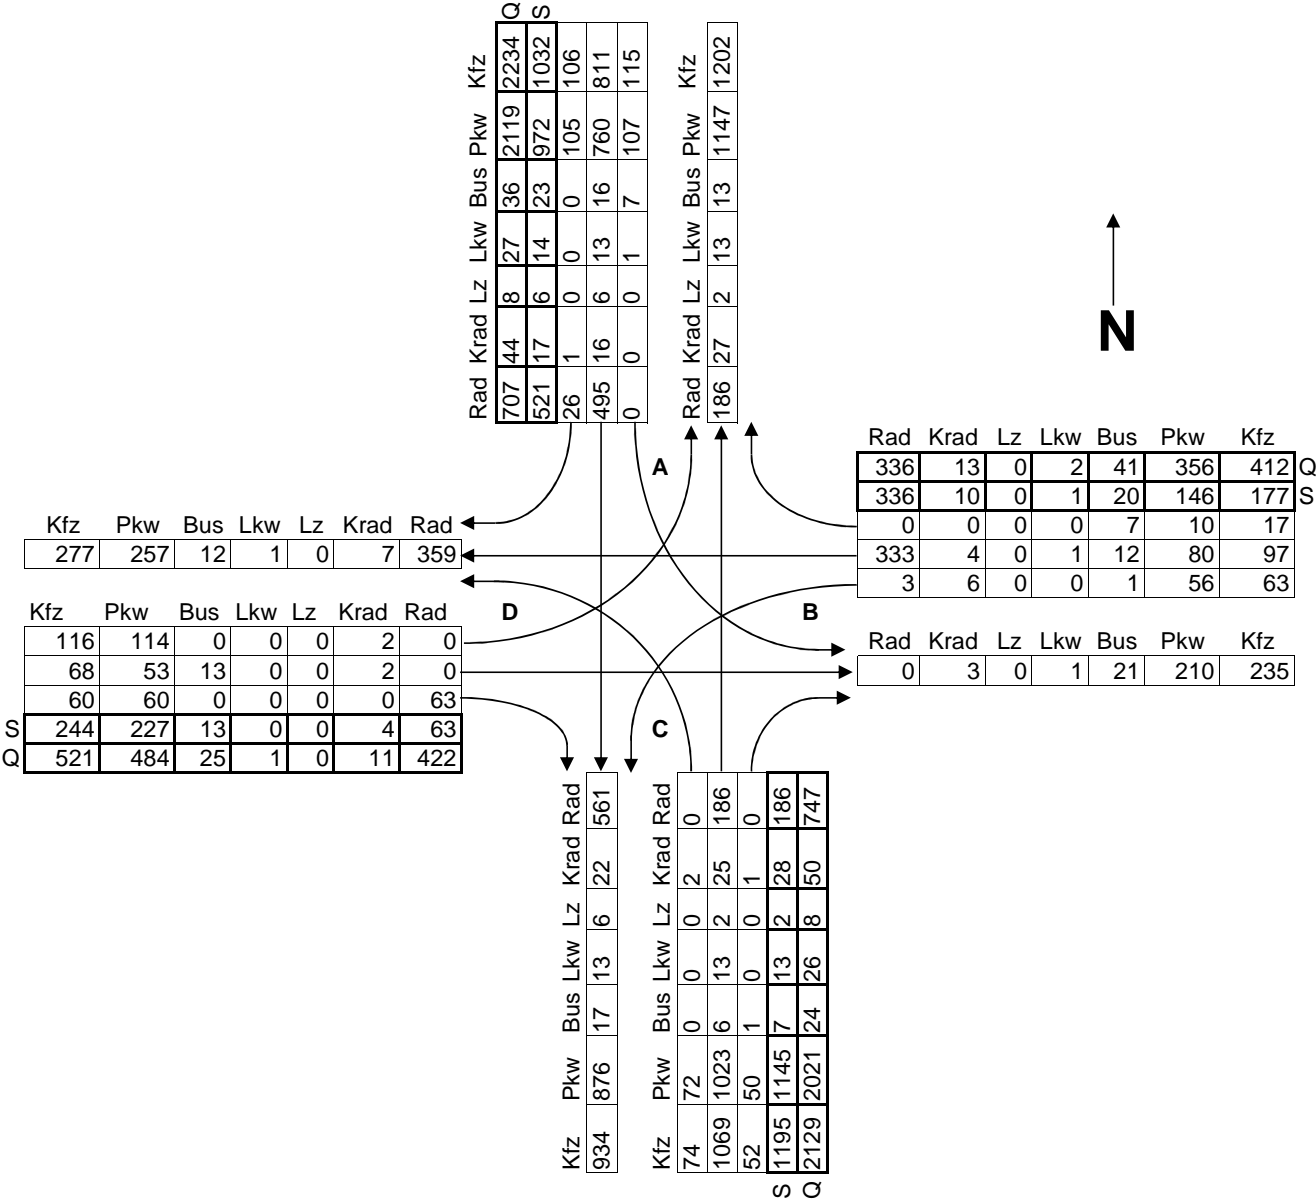 Q S
Kfz 2234 1032 106 811 115
Pkw 2119 972 105 760 107
Bus 36 23 0 16 7
Lkw 27 14 0 13 1
Lz 8 6 0 6 0
Krad 44 17 1 16 0
Rad 707 521 26 495 0
Kfz 1202
Pkw 1147
Bus 13
Lkw 13
Lz 2
Krad 27
Rad 186
N
A
Rad Krad Lz Lkw Bus Pkw Kfz
336 13 0 2 41 356 412 Q
336 10 0 1 20 146 177 S
0 0 0 0 7 10 17
333 4 0 1 12 80 97
3 6 0 0 1 56 63
Kfz Pkw Bus Lkw Lz Krad Rad
277 257 12 1 0 7 359
D
B
Kfz Pkw Bus Lkw Lz Krad Rad
116 114 0 0 0 2 0
68 53 13 0 0 2 0
60 60 0 0 0 0 63
S 244 227 13 0 0 4 63
Q 521 484 25 1 0 11 422
Rad Krad Lz Lkw Bus Pkw Kfz
0 3 0 1 21 210 235
C
Rad 561
Krad 22
Lz 6
Lkw 13
Bus 17
Pkw 876
Kfz 934
Rad 0 186 0 186 747
Krad 2 25 1 28 50
Lz 0 2 0 2 8
Lkw 0 13 0 13 26
Bus 0 6 1 7 24
Pkw 72 1023 50 1145 2021
Kfz 74 1069 52 1195 2129
S Q